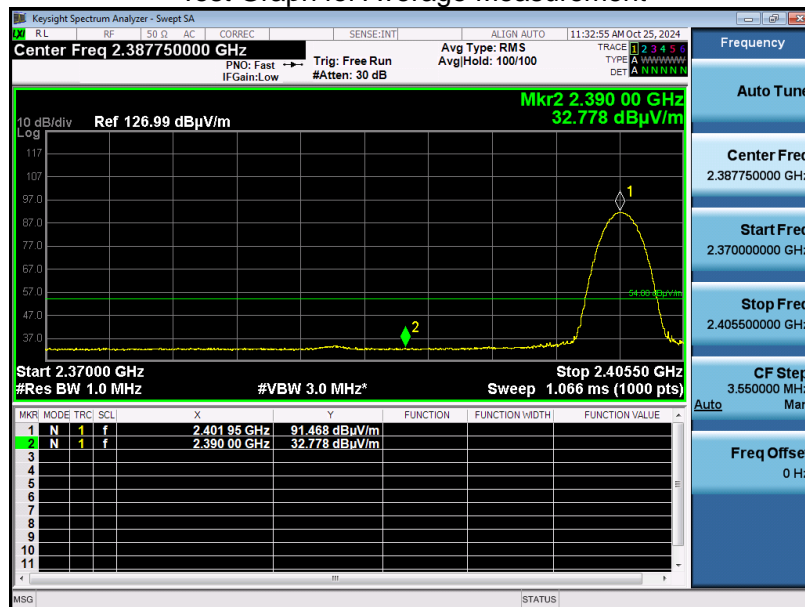 Keysight Spectrum Analyzer - Swept SA
LXI RL RF 50 Ω AC CORREC SENSE:INT ALIGN AUTO 11:32:55 AM Oct 25, 2024
Center Freq 2.387750000 GHz
PNO: Fast
IFGain:Low
Trig: Free Run
#Atten: 30 dB
Avg Type: RMS
Avg|Hold: 100/100
TRACE 1 2 3 4 5 6
TYPE A WWWWW
DET A N N N N N
Mkr2 2.390 00 GHz
32.778 dBµV/m
10 dB/div Ref 126.99 dBµV/m
Log
117
107
97.0
87.0
77.0
67.0
57.0
47.0
37.0
1
2
54.00 dBµV/m
Start 2.37000 GHz Stop 2.40550 GHz
#Res BW 1.0 MHz #VBW 3.0 MHz* Sweep 1.066 ms (1000 pts)
MKR MODE TRC SCL X Y FUNCTION FUNCTION WIDTH FUNCTION VALUE
1 N 1 f 2.401 95 GHz 91.468 dBµV/m
2 N 1 f 2.390 00 GHz 32.778 dBµV/m
3
4
5
6
7
8
9
10
11
MSG STATUS
Frequency
Auto Tune
Center Freq
2.387750000 GHz
Start Freq
2.370000000 GHz
Stop Freq
2.405500000 GHz
CF Step
3.550000 MHz
Auto Man
Freq Offset
0 Hz